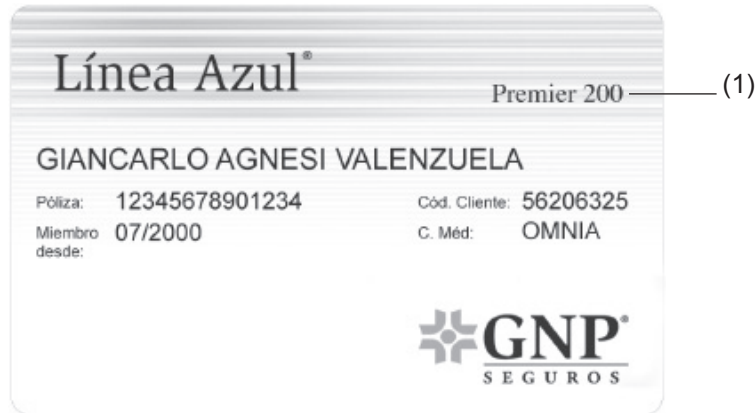 Línea Azul®
Premier 200
(1)
GIANCARLO AGNESI VALENZUELA
Póliza: 12345678901234 Cód. Cliente: 56206325
Miembro desde: 07/2000 C. Méd: OMNIA
GNP®
SEGUROS